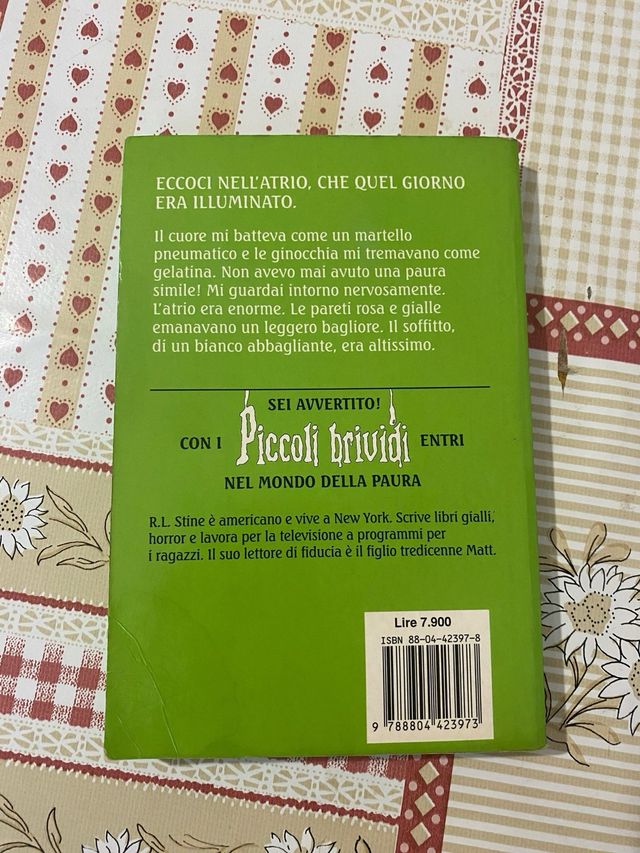 ECCOCI NELL'ATRIO, CHE QUEL GIORNO
ERA ILLUMINATO.
Il cuore mi batteva come un martello
pneumatico e le ginocchia mi tremavano come
gelatina. Non avevo mai avuto una paura
simile! Mi guardai intorno nervosamente.
L'atrio era enorme. Le pareti rosa e gialle
emanavano un leggero bagliore. Il soffitto,
di un bianco abbagliante, era altissimo.
SEI AVVERTITO!
CON I Piccoli brividi ENTRI
NEL MONDO DELLA PAURA
R.L. Stine è americano e vive a New York. Scrive libri gialli,
horror e lavora per la televisione a programmi per
i ragazzi. Il suo lettore di fiducia è il figlio tredicenne Matt.
Lire 7.900
ISBN 88-04-42397-8
9 788804 423973